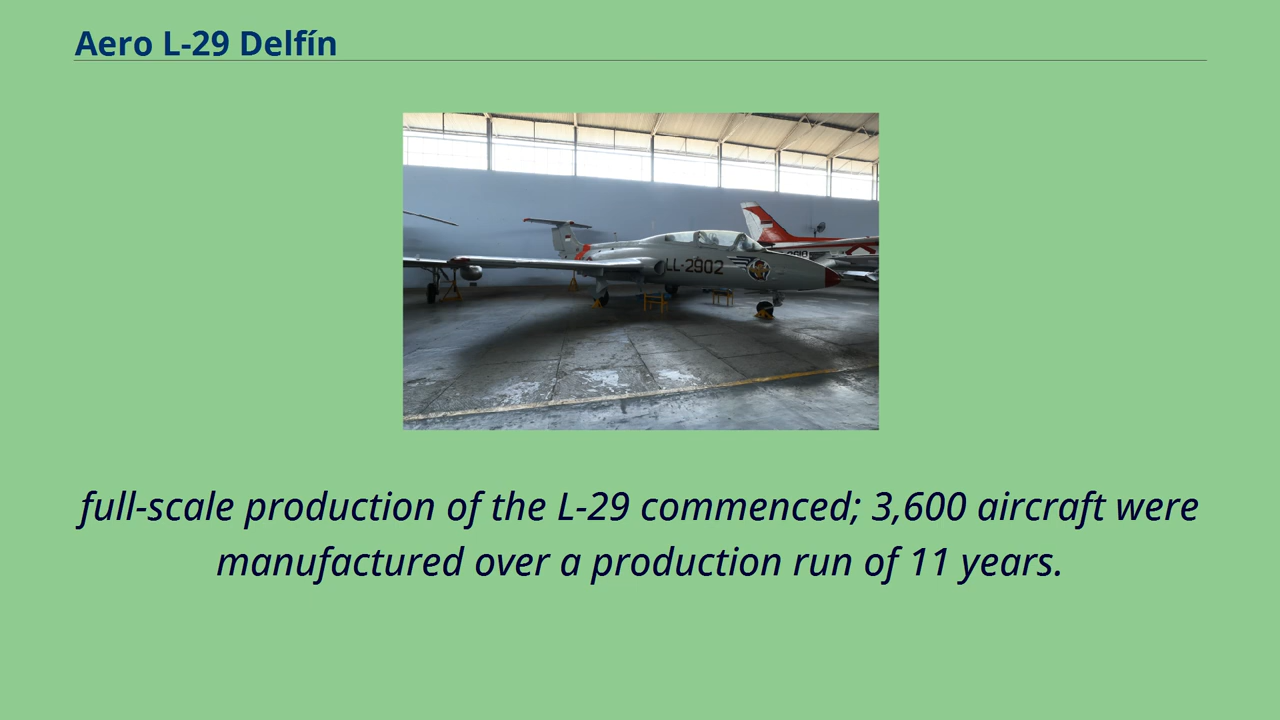 Aero L-29 Delfín
LL-2902
full-scale production of the L-29 commenced; 3,600 aircraft were
manufactured over a production run of 11 years.